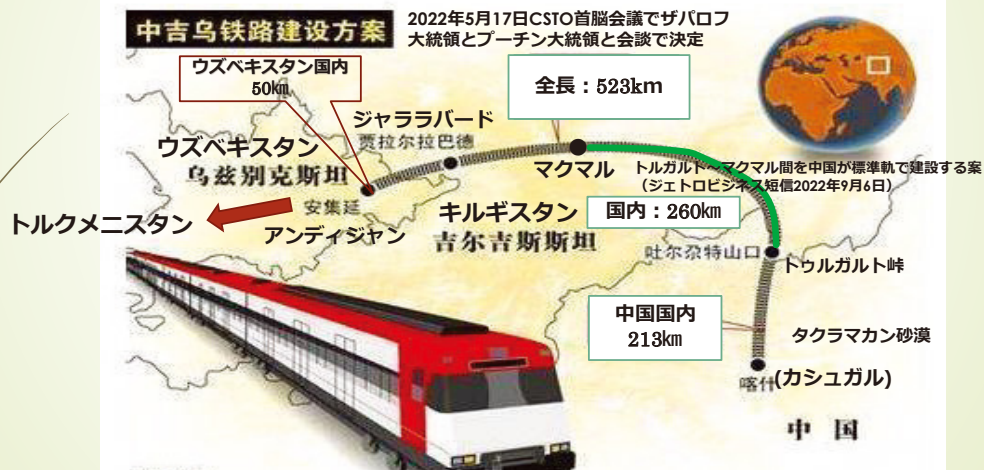 中吉乌铁路建设方案
2022年5月17日CSTO首脳会議でザパロフ
大統領とプーチン大統領と会談で決定
ウズベキスタン国内
50㎞
全長：523km
ジャララバード
贾拉尔拉巴德
ウズベキスタン
乌兹别克斯坦
マクマル
トルガルト～マクマル間を中国が標準軌で建設する案
（ジェトロビジネス短信2022年9月6日）
安集延
アンディジャン
トルクメニスタン
キルギスタン
吉尔吉斯斯坦
国内：260㎞
吐尔尕特山口
トゥルガルト峠
中国国内
213㎞
タクラマカン砂漠
喀什
(カシュガル)
中 国